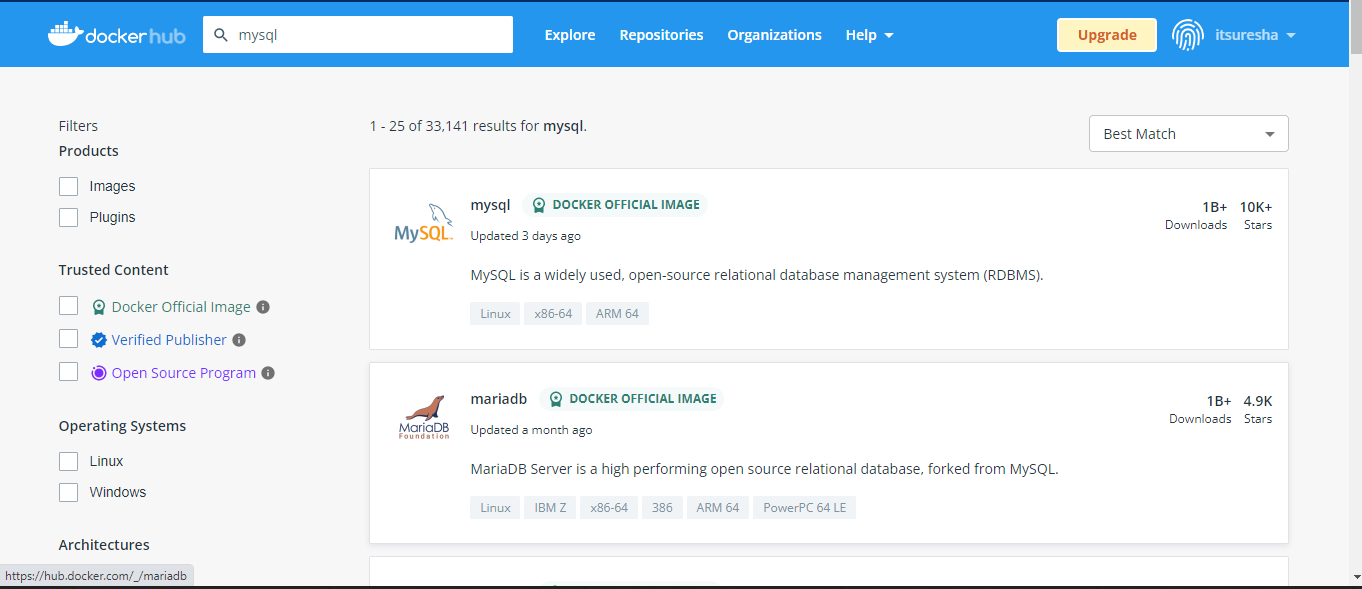 dockerhub mysql Explore Repositories Organizations Help Upgrade itsuresha
Filters
1 - 25 of 33,141 results for mysql.
Best Match
Products
Images
Plugins
Trusted Content
Docker Official Image
Verified Publisher
Open Source Program
Operating Systems
Linux
Windows
Architectures
MySQL
mysql DOCKER OFFICIAL IMAGE
Updated 3 days ago
1B+ 10K+
Downloads Stars
MySQL is a widely used, open-source relational database management system (RDBMS).
Linux x86-64 ARM 64
MariaDB
Foundation
mariadb DOCKER OFFICIAL IMAGE
Updated a month ago
1B+ 4.9K
Downloads Stars
MariaDB Server is a high performing open source relational database, forked from MySQL.
Linux IBM Z x86-64 386 ARM 64 PowerPC 64 LE
https://hub.docker.com/_/mariadb